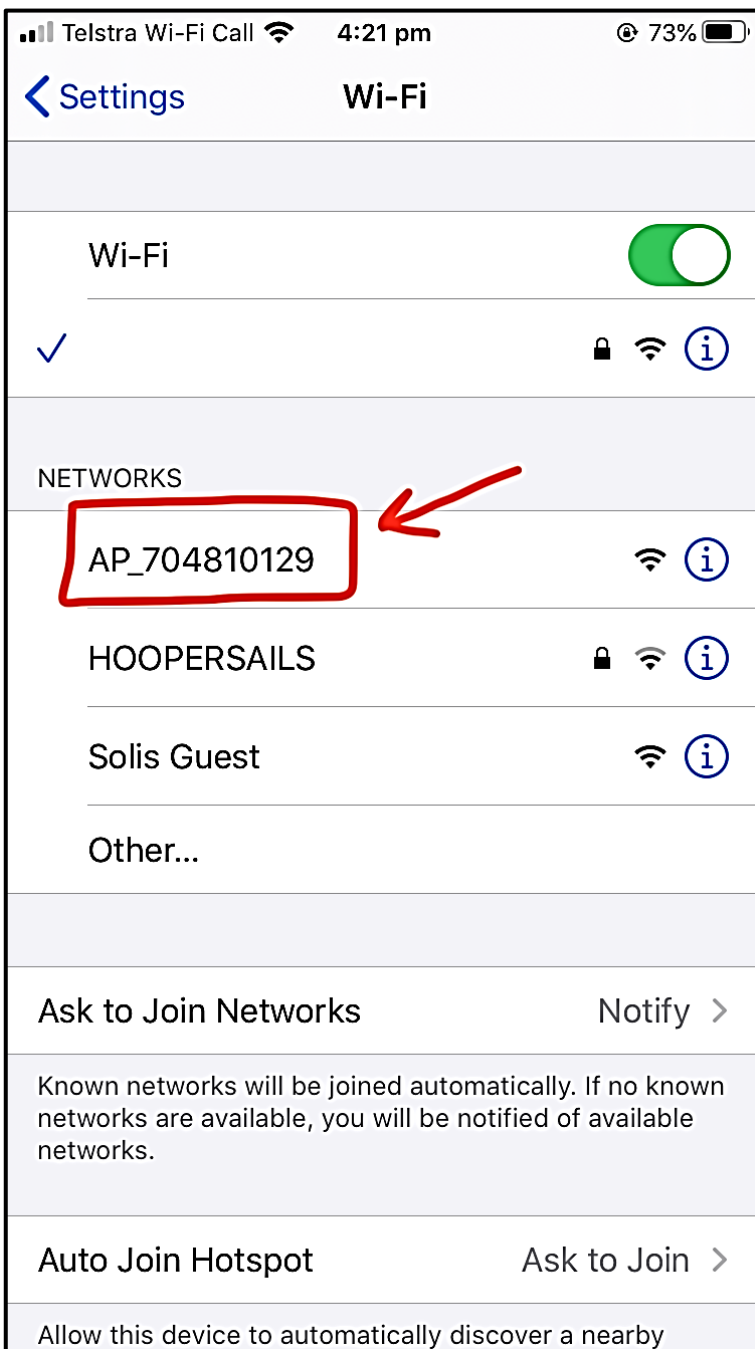 Telstra Wi-Fi Call 4:21 pm 73%
Settings Wi-Fi
Wi-Fi
NETWORKS
AP_704810129
HOOPERSAILS
Solis Guest
Other...
Ask to Join Networks Notify
Known networks will be joined automatically. If no known
networks are available, you will be notified of available
networks.
Auto Join Hotspot Ask to Join
Allow this device to automatically discover a nearby